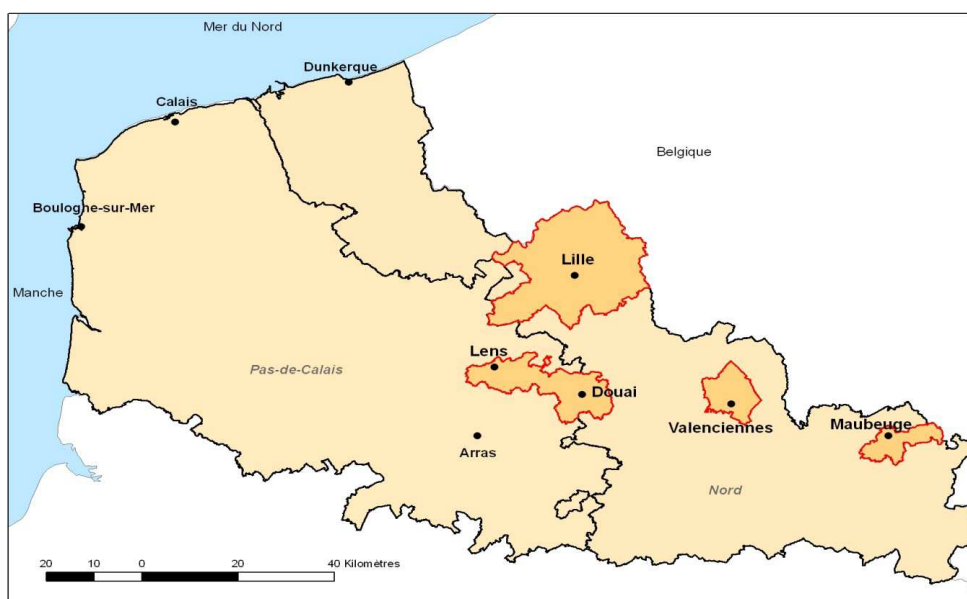 Mer du Nord
Dunkerque
Calais
Belgique
Boulogne-sur-Mer
Lille
Manche
Lens
Pas-de-Calais
Douai
Valenciennes
Maubeuge
Arras
Nord
20 10 0 20 40 Kilomètres